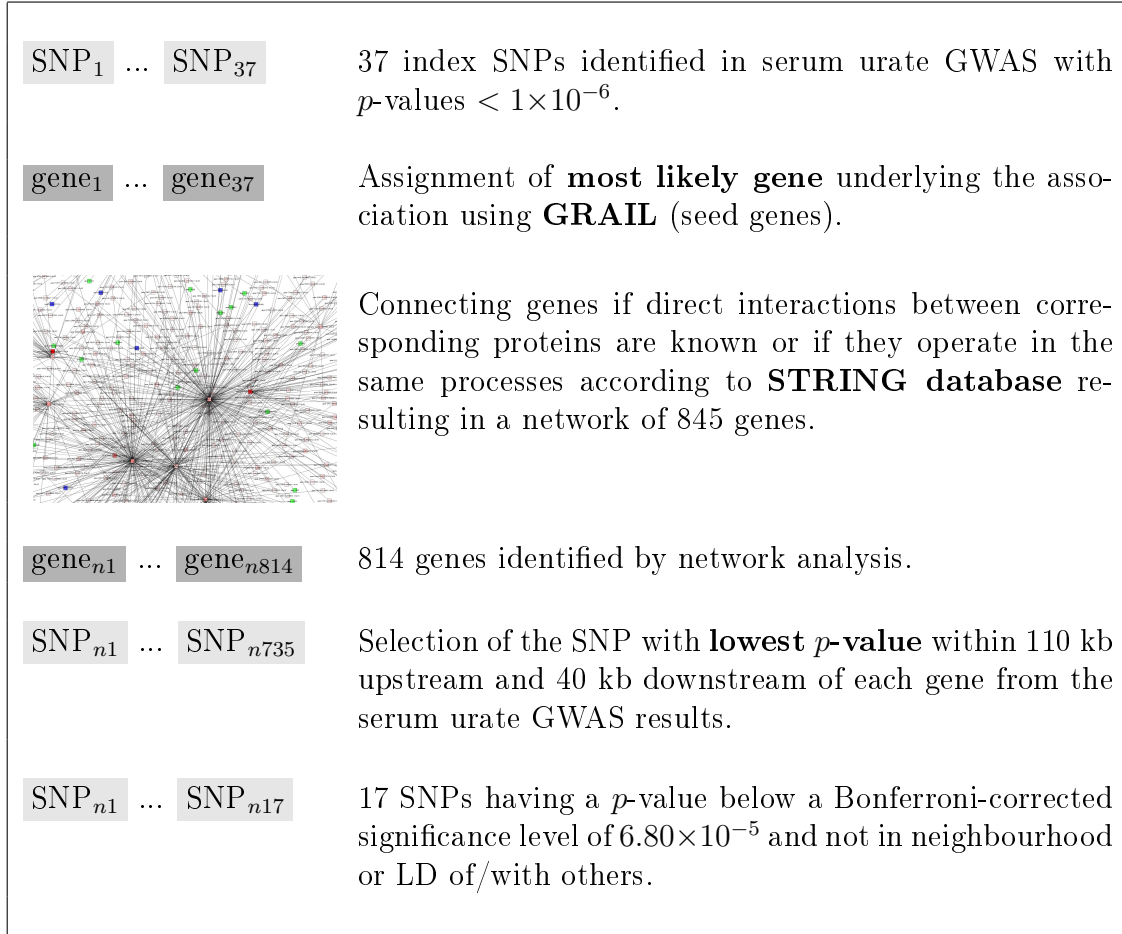 SNP₁ ... SNP₃₇ 37 index SNPs identified in serum urate GWAS with
p-values < 1×10⁻⁶.
gene₁ ... gene₃₇ Assignment of most likely gene underlying the asso-
ciation using GRAIL (seed genes).
Connecting genes if direct interactions between corre-
sponding proteins are known or if they operate in the
same processes according to STRING database re-
sulting in a network of 845 genes.
geneₙ₁ ... geneₙ₈₁₄ 814 genes identified by network analysis.
SNPₙ₁ ... SNPₙ₇₃₅ Selection of the SNP with lowest p-value within 110 kb
upstream and 40 kb downstream of each gene from the
serum urate GWAS results.
SNPₙ₁ ... SNPₙ₁₇ 17 SNPs having a p-value below a Bonferroni-corrected
significance level of 6.80×10⁻⁵ and not in neighbourhood
or LD of/with others.